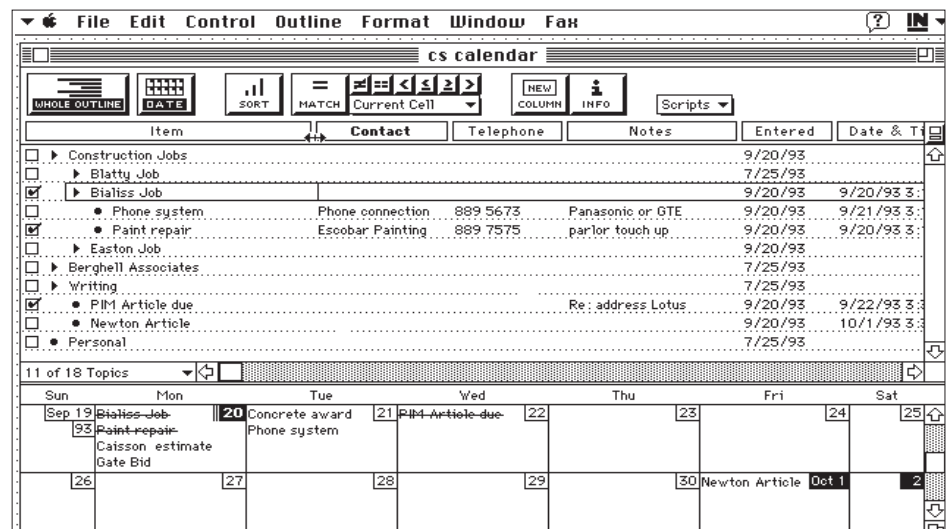 File Edit Control Outline Format Window Fax ? IN
cs calendar
WHOLE OUTLINE DATE SORT MATCH = ≠ == < ≤ ≥ > Current Cell NEW COLUMN i INFO Scripts
Item Contact Telephone Notes Entered Date & Ti
Construction Jobs 9/20/93
Blatty Job 7/25/93
Bialiss Job 9/20/93 9/20/93 3:
Phone system Phone connection 889 5673 Panasonic or GTE 9/20/93 9/21/93 3:
Paint repair Escobar Painting 889 7575 parlor touch up 9/20/93 9/20/93 3:
Easton Job 9/20/93
Berghell Associates 7/25/93
Writing 7/25/93
PIM Article due Re: address Lotus 9/20/93 9/22/93 3:
Newton Article 9/20/93 10/1/93 3:
Personal 7/25/93
11 of 18 Topics
Sun Mon Tue Wed Thu Fri Sat
Sep 19 Bialiss Job 20 Concrete award 21 PIM Article due 22 23 24 25
93 Paint repair Phone system
Caisson estimate
Gate Bid
26 27 28 29 30 Newton Article Oct 1 2